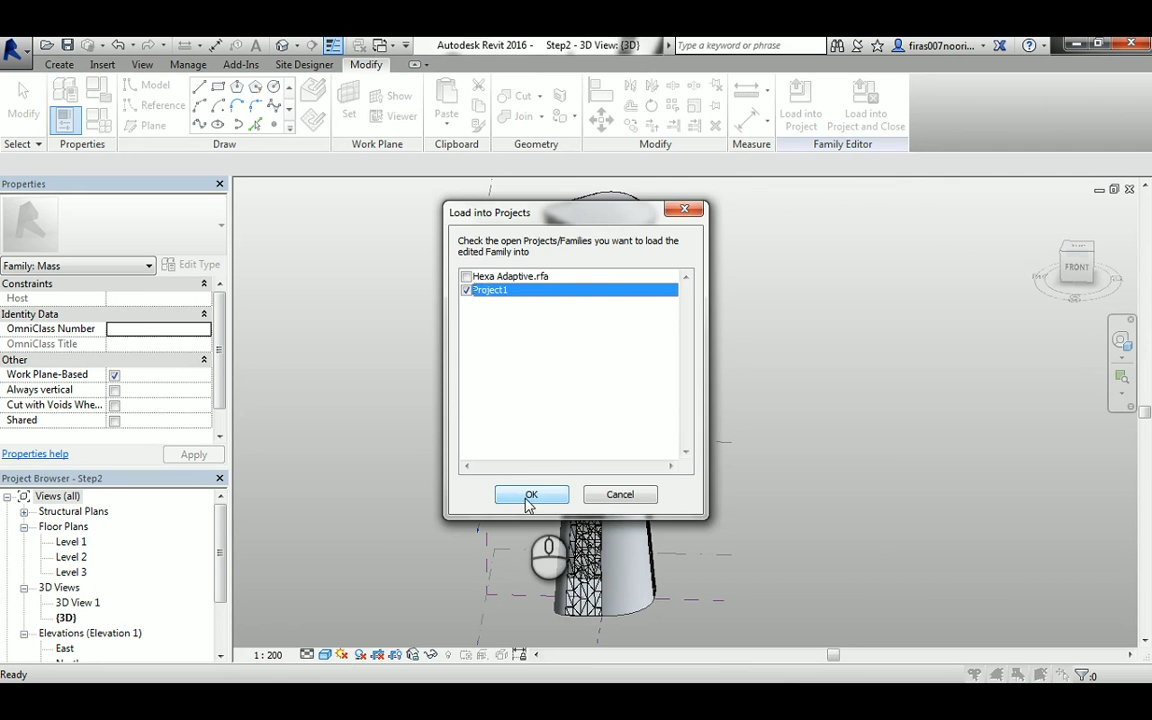 Autodesk Revit 2016 - Step2 - 3D View: {3D}
Type a keyword or phrase
firas007noori...
Create Insert View Manage Add-Ins Site Designer Modify
Modify
Select
Properties
Model
Reference
Plane
Draw
Set
Show
Viewer
Work Plane
Paste
Clipboard
Cut
Join
Geometry
Modify
Measure
Load into
Project
Load into
Project and Close
Family Editor
Properties
Family: Mass
Edit Type
Constraints
Host
Identity Data
OmniClass Number
OmniClass Title
Other
Work Plane-Based
Always vertical
Cut with Voids Whe...
Shared
Properties help
Apply
Project Browser - Step2
Views (all)
Structural Plans
Floor Plans
Level 1
Level 2
Level 3
3D Views
3D View 1
{3D}
Elevations (Elevation 1)
East
Load into Projects
Check the open Projects/Families you want to load the
edited Family into
Hexa Adaptive.rfa
Project1
OK
Cancel
FRONT
1 : 200
Ready
:0